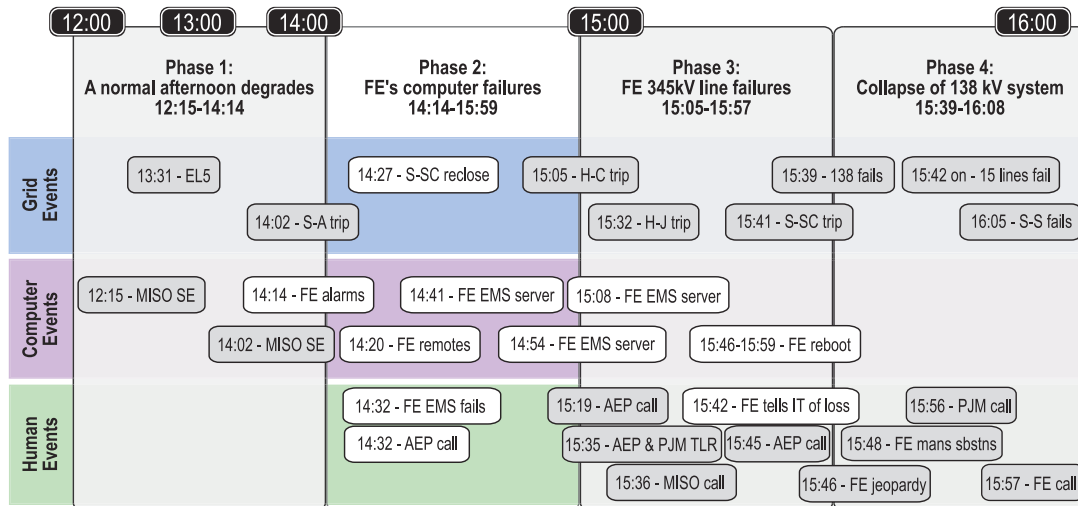 12:00
13:00
14:00
15:00
16:00
Phase 1:
A normal afternoon degrades
12:15-14:14
Phase 2:
FE's computer failures
14:14-15:59
Phase 3:
FE 345kV line failures
15:05-15:57
Phase 4:
Collapse of 138 kV system
15:39-16:08
Grid
Events
13:31 - EL5
14:27 - S-SC reclose
15:05 - H-C trip
15:39 - 138 fails
15:42 on - 15 lines fail
14:02 - S-A trip
15:32 - H-J trip
15:41 - S-SC trip
16:05 - S-S fails
Computer
Events
12:15 - MISO SE
14:14 - FE alarms
14:41 - FE EMS server
15:08 - FE EMS server
14:02 - MISO SE
14:20 - FE remotes
14:54 - FE EMS server
15:46-15:59 - FE reboot
Human
Events
14:32 - FE EMS fails
15:19 - AEP call
15:42 - FE tells IT of loss
15:56 - PJM call
14:32 - AEP call
15:35 - AEP & PJM TLR
15:45 - AEP call
15:48 - FE mans sbstns
15:36 - MISO call
15:46 - FE jeopardy
15:57 - FE call